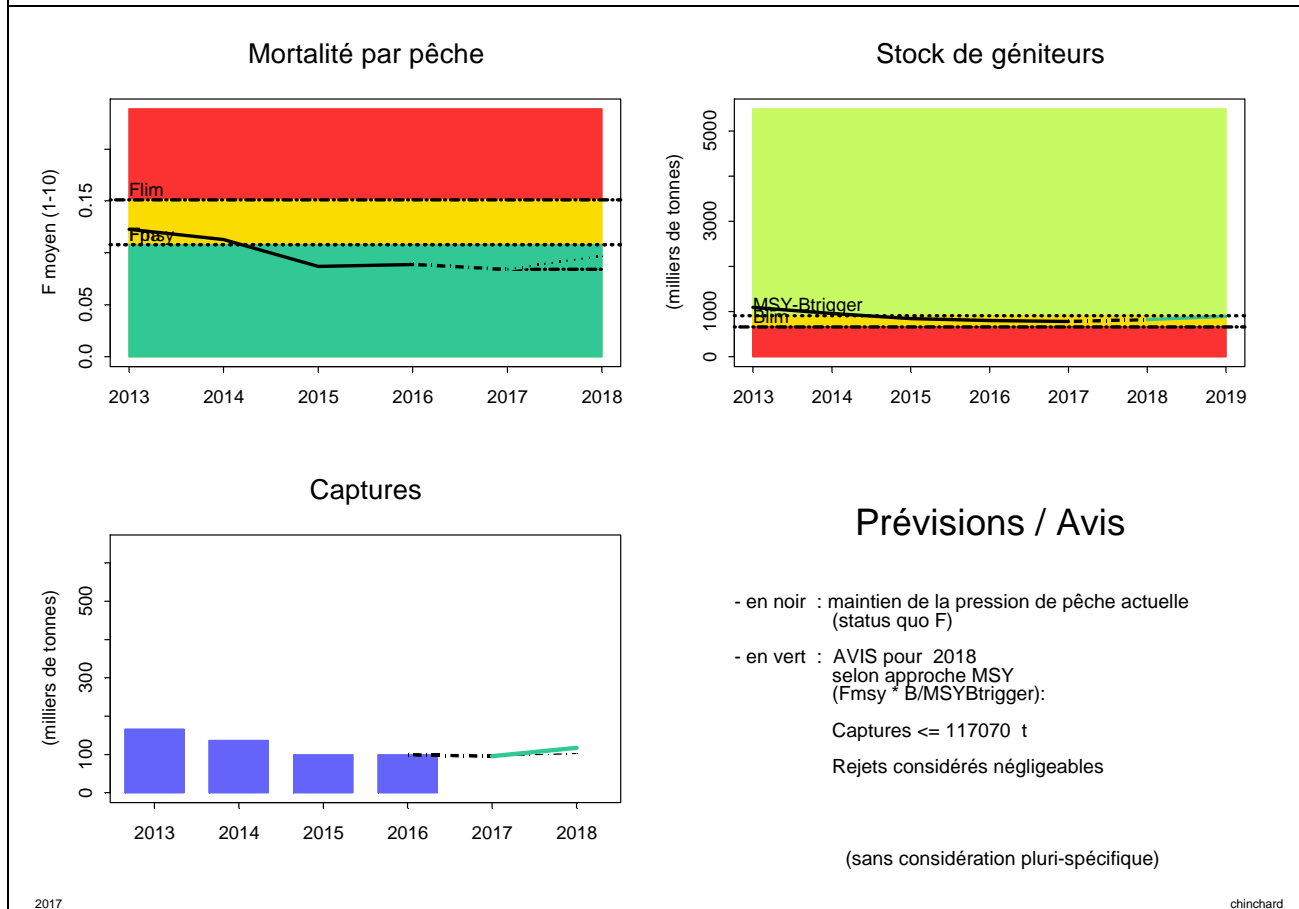 Mortalité par pêche
F moyen (1-10)
0.0
0.05
0.15
Flim
Fmsy
2013 2014 2015 2016 2017 2018
Stock de géniteurs
(milliers de tonnes)
0
1000
3000
5000
MSY-Btrigger
Blim
2013 2014 2015 2016 2017 2018 2019
Captures
(milliers de tonnes)
0
100
300
500
2013 2014 2015 2016 2017 2018
Prévisions / Avis
- en noir : maintien de la pression de pêche actuelle
(status quo F)
- en vert : AVIS pour 2018
selon approche MSY
(Fmsy * B/MSYBtrigger):
Captures <= 117070 t
Rejets considérés négligeables
(sans considération pluri-spécifique)
2017
chinchard